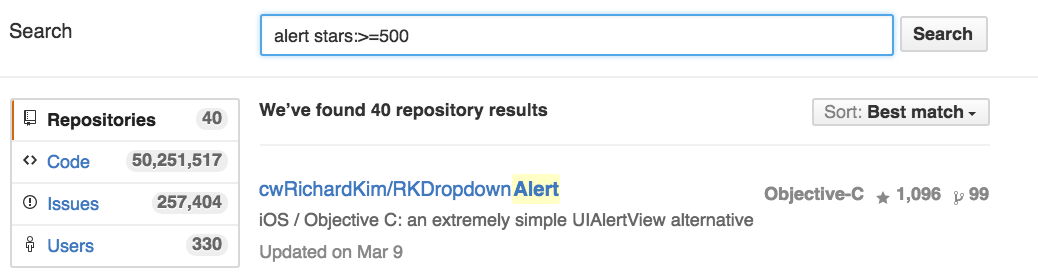 Search
alert stars:>=500
Search
Repositories 40
Code 50,251,517
Issues 257,404
Users 330
We’ve found 40 repository results
Sort: Best match
cwRichardKim/RKDropdownAlert
Objective-C 1,096 99
iOS / Objective C: an extremely simple UIAlertView alternative
Updated on Mar 9